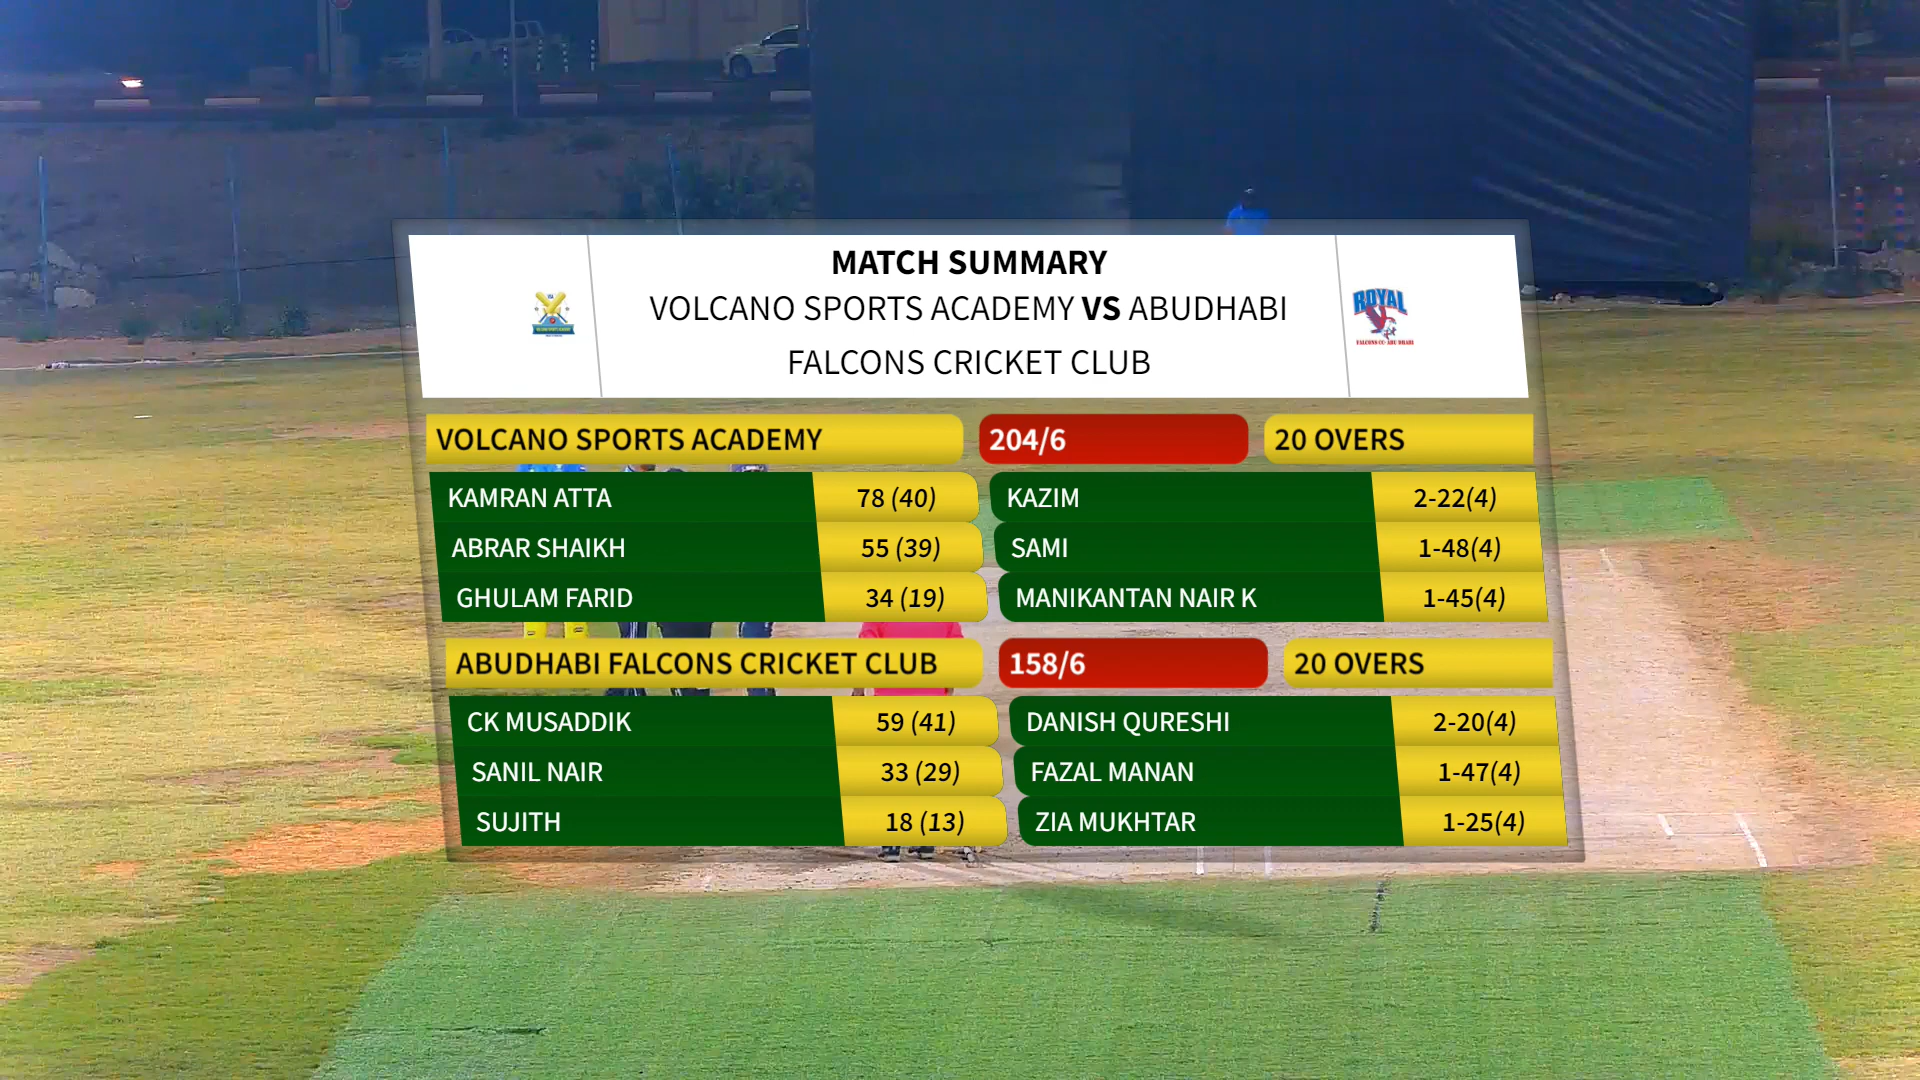 MATCH SUMMARY
VOLCANO SPORTS ACADEMY VS ABUDHABI
FALCONS CRICKET CLUB
ROYAL
FALCONS CC- ABU DHABI
VOLCANO SPORTS ACADEMY 204/6 20 OVERS
KAMRAN ATTA 78 (40) KAZIM 2-22(4)
ABRAR SHAIKH 55 (39) SAMI 1-48(4)
GHULAM FARID 34 (19) MANIKANTAN NAIR K 1-45(4)
ABUDHABI FALCONS CRICKET CLUB 158/6 20 OVERS
CK MUSADDIK 59 (41) DANISH QURESHI 2-20(4)
SANIL NAIR 33 (29) FAZAL MANAN 1-47(4)
SUJITH 18 (13) ZIA MUKHTAR 1-25(4)